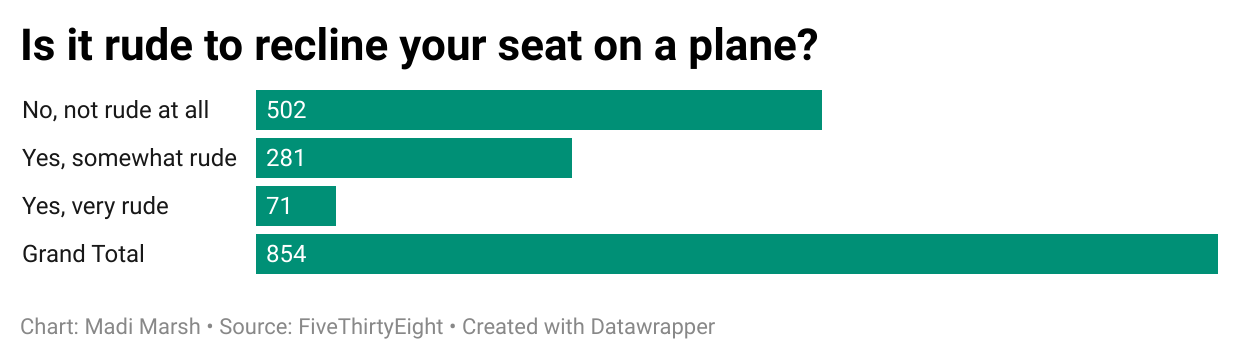 Is it rude to recline your seat on a plane?
No, not rude at all 502
Yes, somewhat rude 281
Yes, very rude 71
Grand Total 854
Chart: Madi Marsh • Source: FiveThirtyEight • Created with Datawrapper